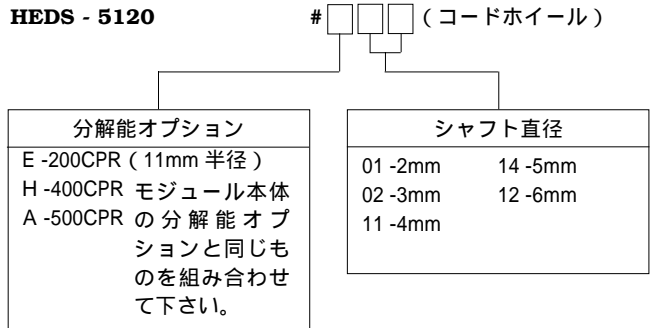 HEDS - 5120 #□□□(コードホイール)
分解能オプション
E -200CPR(11mm 半径)
H -400CPR モジュール本体
A -500CPR の分解能オプ
ションと同じも
のを組み合わせ
て下さい。
シャフト直径
01 -2mm 14 -5mm
02 -3mm 12 -6mm
11 -4mm